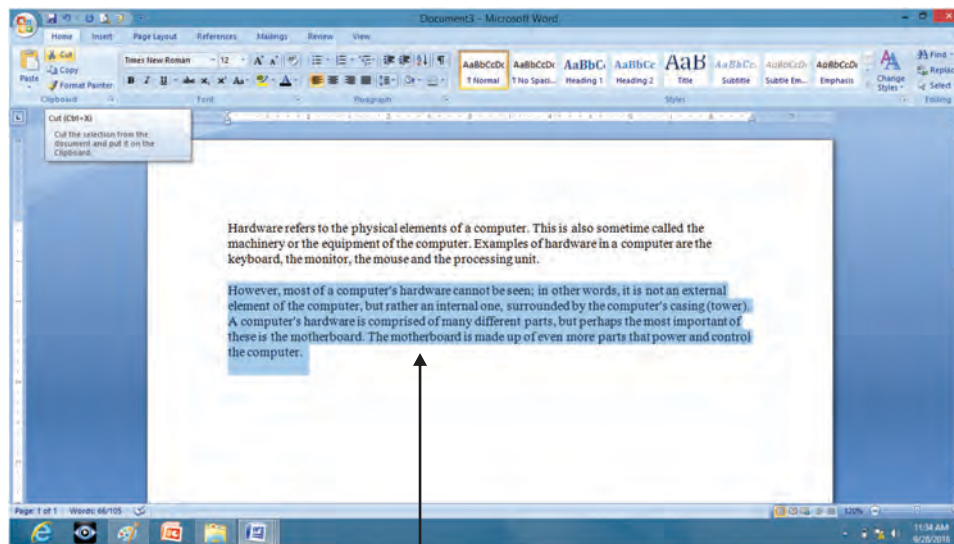 Document3 - Microsoft Word
Home Insert Page Layout References Mailings Review View
Paste
Cut
Copy
Format Painter
Clipboard
Times New Roman 12
Font
Paragraph
AaBbCcDc AaBbCcDc AaBbC AaBbCc AaB AaBbCc. AaBbCcDi AaBbCcDi
¶ Normal ¶ No Spaci... Heading 1 Heading 2 Title Subtitle Subtle Em... Emphasis
Styles
Change
Styles
Find
Replac
Select
Editing
Cut (Ctrl+X)
Cut the selection from the
document and put it on the
Clipboard.
Hardware refers to the physical elements of a computer. This is also sometime called the
machinery or the equipment of the computer. Examples of hardware in a computer are the
keyboard, the monitor, the mouse and the processing unit.
However, most of a computer's hardware cannot be seen; in other words, it is not an external
element of the computer, but rather an internal one, surrounded by the computer's casing (tower).
A computer's hardware is comprised of many different parts, but perhaps the most important of
these is the motherboard. The motherboard is made up of even more parts that power and control
the computer.
Page: 1 of 1 Words: 66/105
120%
11:34 AM
9/28/2018